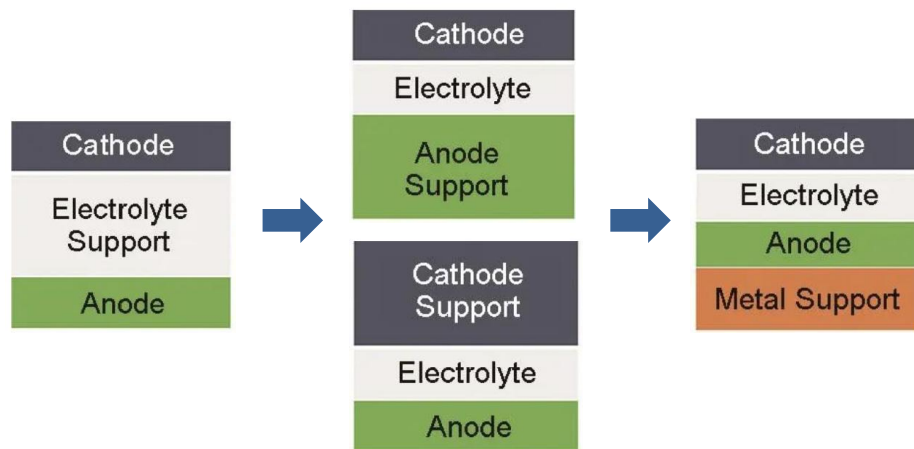 Cathode
Electrolyte
Support
Anode
Cathode
Electrolyte
Anode
Support
Cathode
Support
Electrolyte
Anode
Cathode
Electrolyte
Anode
Metal Support